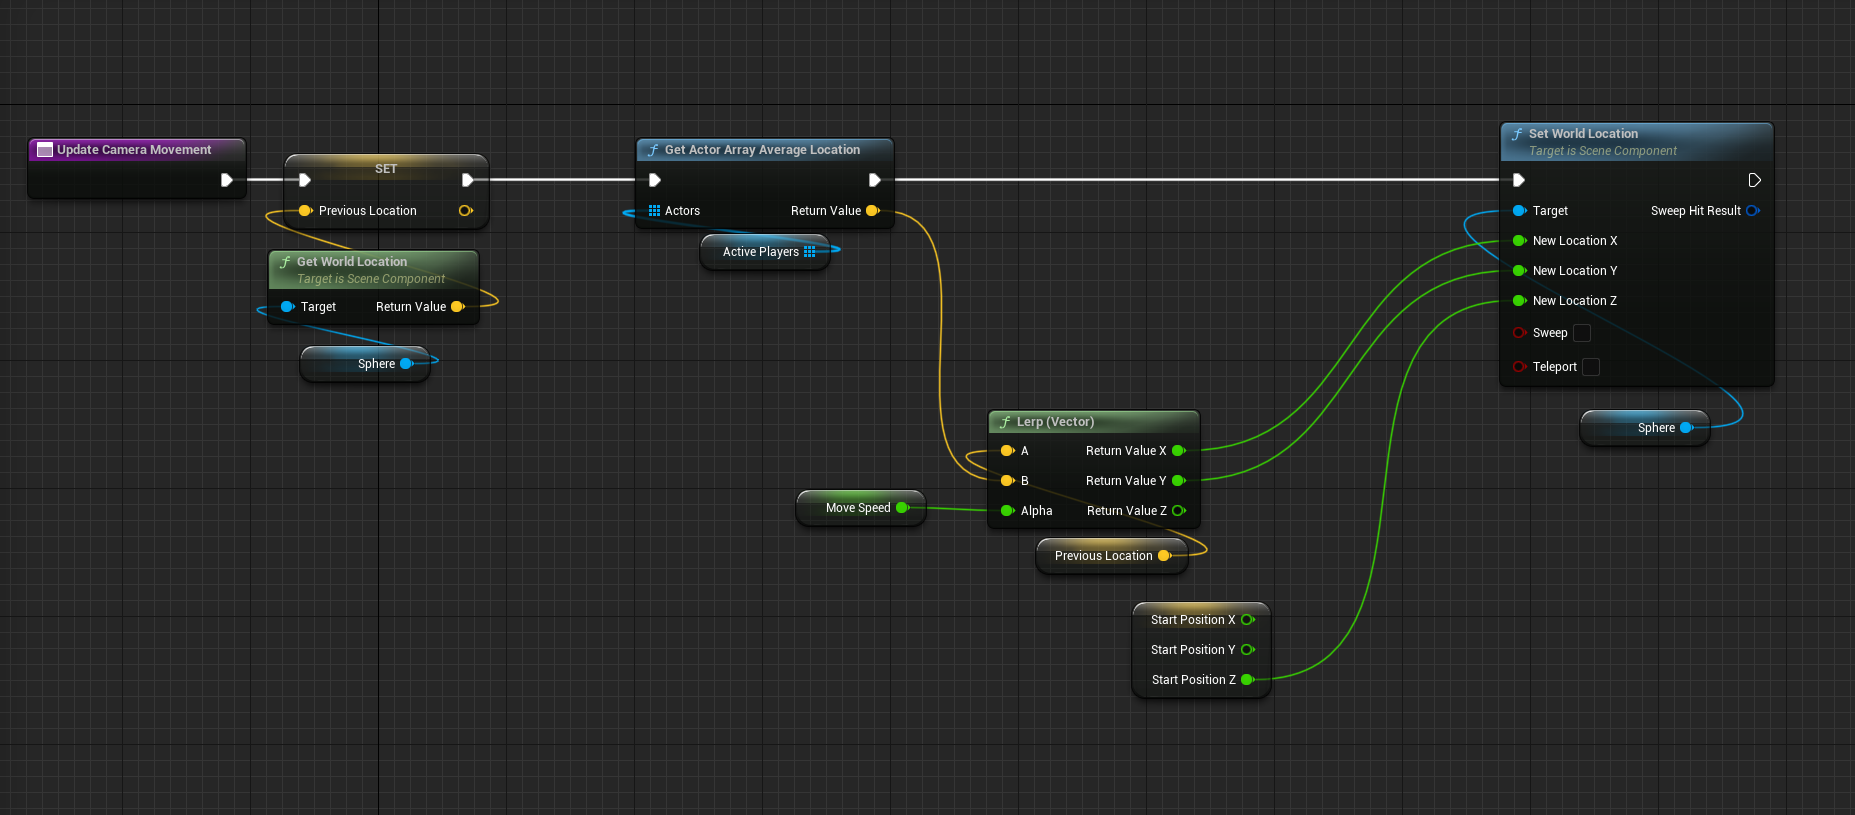 Update Camera Movement
SET
Previous Location
Get World Location
Target is Scene Component
Target Return Value
Sphere
Get Actor Array Average Location
Actors Return Value
Active Players
Lerp (Vector)
A Return Value X
B Return Value Y
Alpha Return Value Z
Move Speed
Previous Location
Start Position X
Start Position Y
Start Position Z
Set World Location
Target is Scene Component
Target Sweep Hit Result
New Location X
New Location Y
New Location Z
Sweep
Teleport
Sphere